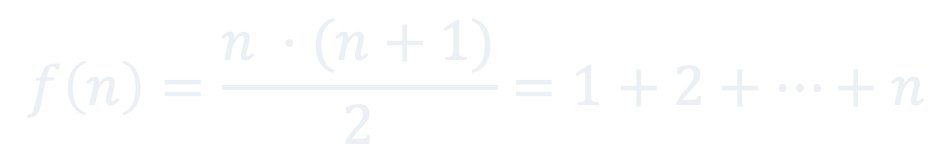 f(n) = n · (n + 1) / 2 = 1 + 2 + ⋯ + n